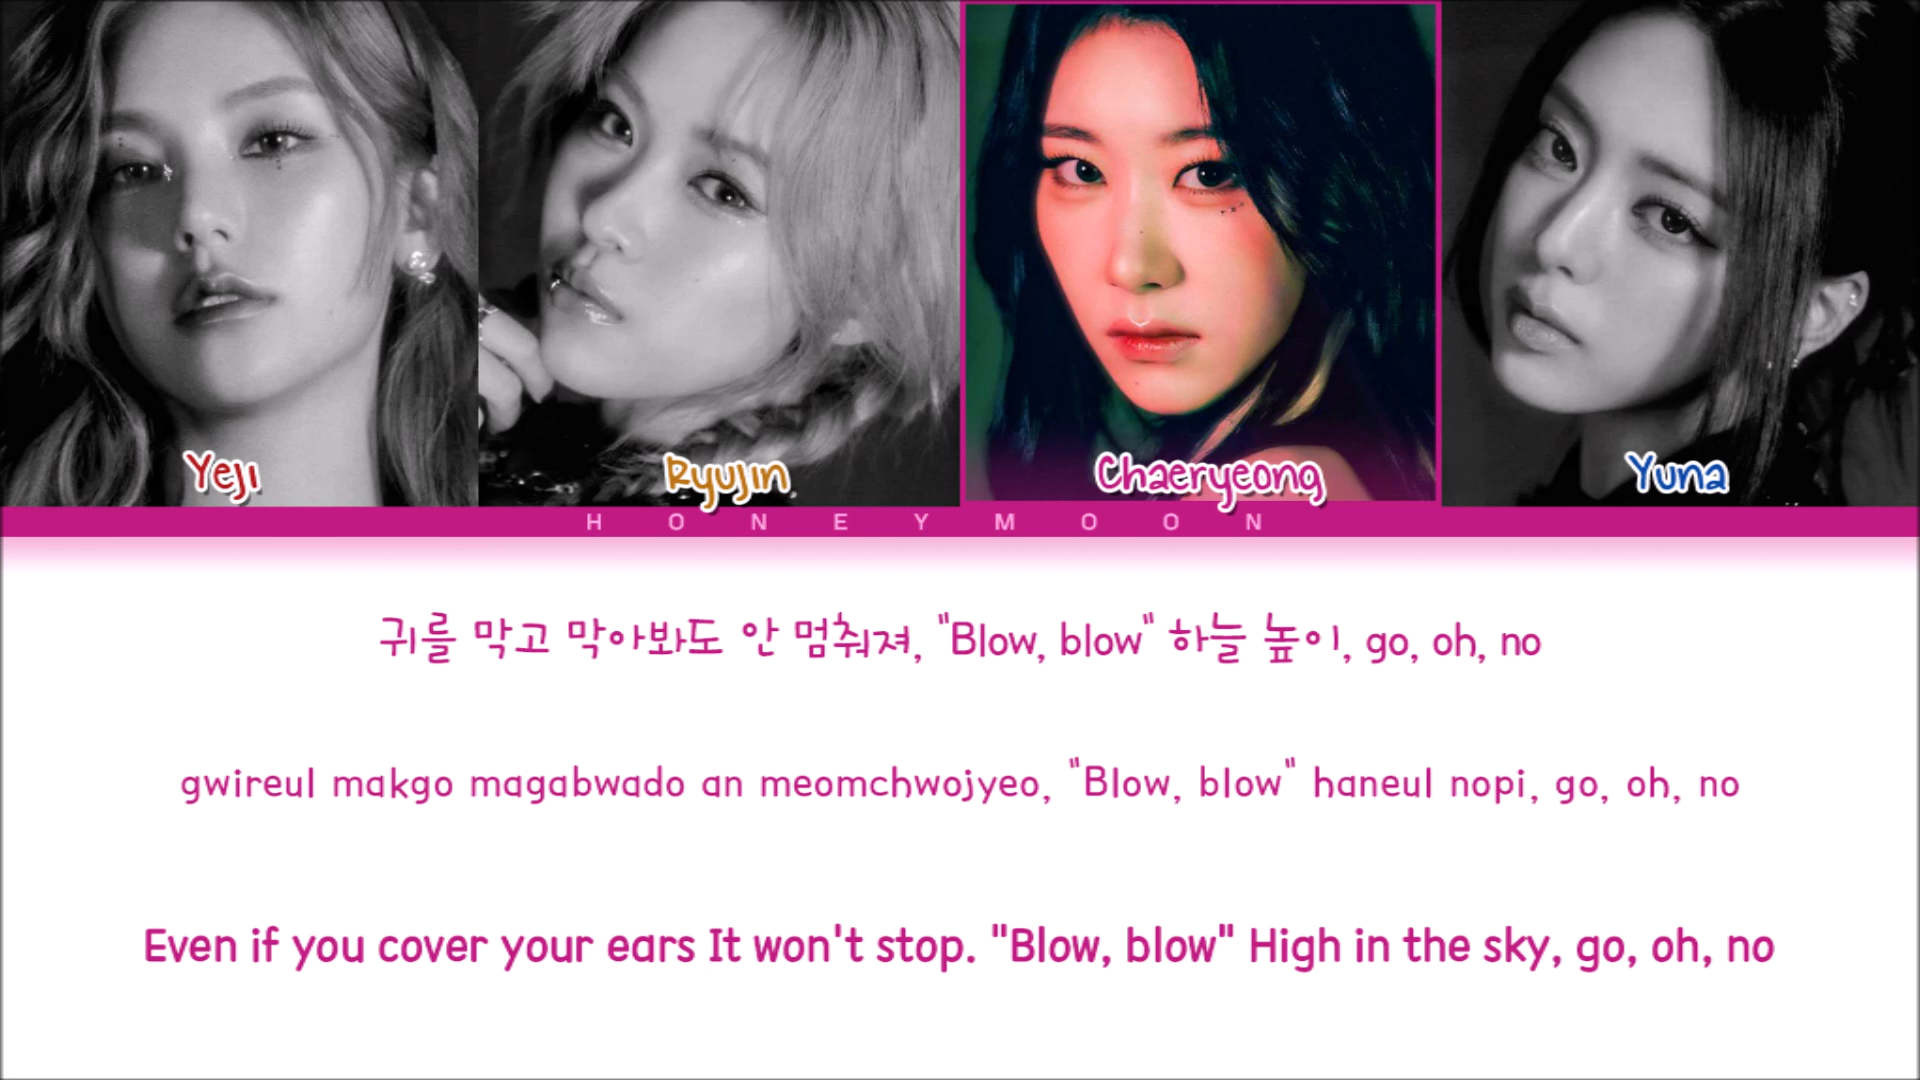 Yeji
Ryujin
Chaeryeong
Yuna
HONEYMOON
귀를 막고 막아봐도 안 멈춰져, "Blow, blow" 하늘 높이, go, oh, no
gwireul makgo magabwado an meomchwojyeo, "Blow, blow" haneul nopi, go, oh, no
Even if you cover your ears It won't stop. "Blow, blow" High in the sky, go, oh, no